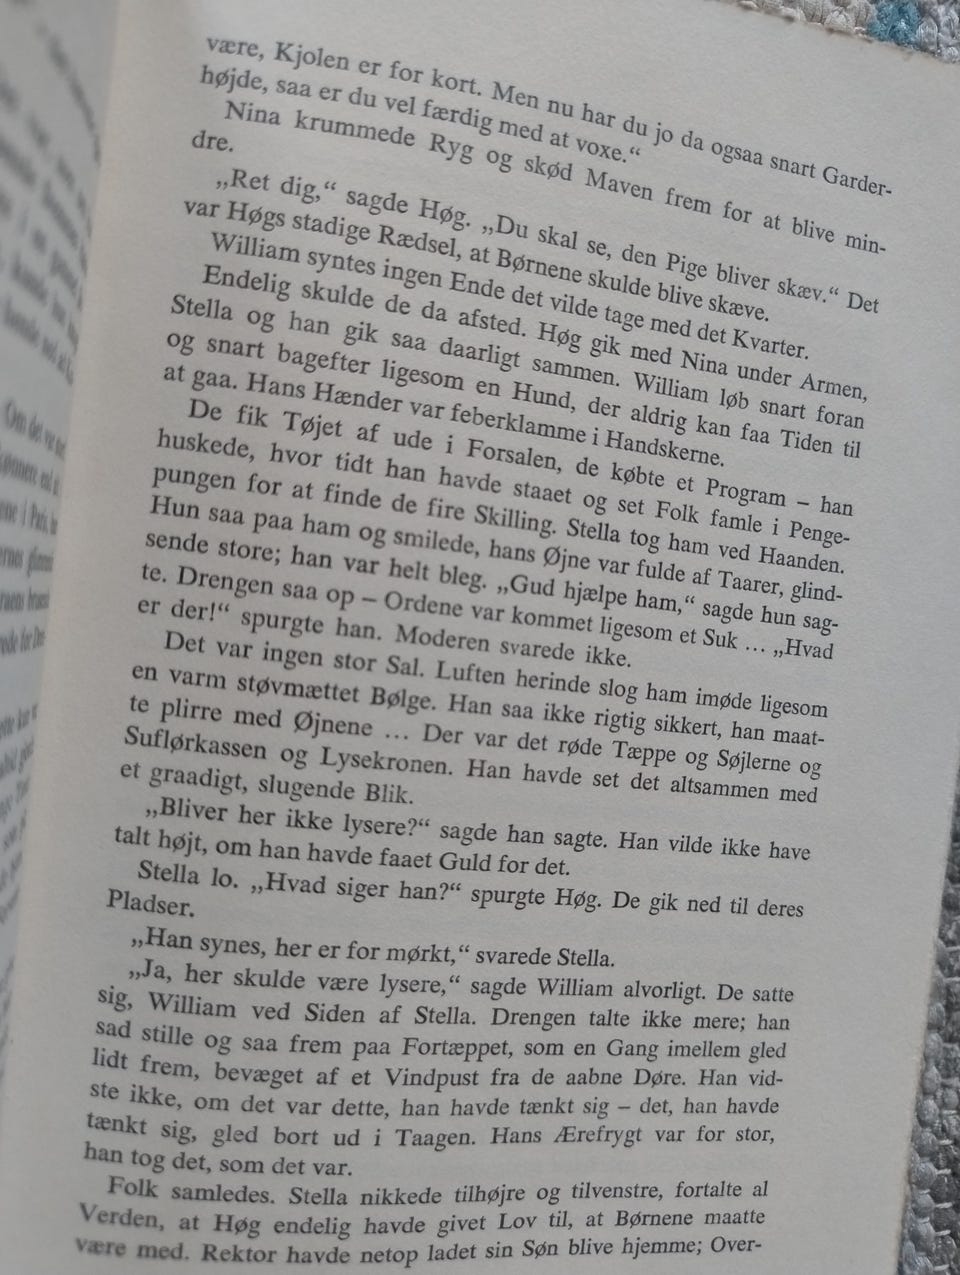 være, Kjolen er for kort. Men nu har du jo da ogsaa snart Garder-
højde, saa er du vel færdig med at voxe.“
Nina krummede Ryg og skød Maven frem for at blive min-
dre.
„Ret dig,“ sagde Høg. „Du skal se, den Pige bliver skæv.“ Det
var Høgs stadige Rædsel, at Børnene skulde blive skæve.
William syntes ingen Ende det vilde tage med det Kvarter.
Endelig skulde de da afsted. Høg gik med Nina under Armen,
Stella og han gik saa daarligt sammen. William løb snart foran
og snart bagefter ligesom en Hund, der aldrig kan faa Tiden til
at gaa. Hans Hænder var feberklamme i Handskerne.
De fik Tøjet af ude i Forsalen, de købte et Program – han
huskede, hvor tidt han havde staaet og set Folk famle i Penge-
pungen for at finde de fire Skilling. Stella tog ham ved Haanden.
Hun saa paa ham og smilede, hans Øjne var fulde af Taarer, glind-
sende store; han var helt bleg. „Gud hjælpe ham,“ sagde hun sag-
te. Drengen saa op – Ordene var kommet ligesom et Suk ... „Hvad
er der!“ spurgte han. Moderen svarede ikke.
Det var ingen stor Sal. Luften herinde slog ham imøde ligesom
en varm støvmættet Bølge. Han saa ikke rigtig sikkert, han maat-
te plirre med Øjnene ... Der var det røde Tæppe og Søjlerne og
Suflørkassen og Lysekronen. Han havde set det altsammen med
et graadigt, slugende Blik.
„Bliver her ikke lysere?“ sagde han sagte. Han vilde ikke have
talt højt, om han havde faaet Guld for det.
Stella lo. „Hvad siger han?“ spurgte Høg. De gik ned til deres
Pladser.
„Han synes, her er for mørkt,“ svarede Stella.
„Ja, her skulde være lysere,“ sagde William alvorligt. De satte
sig, William ved Siden af Stella. Drengen talte ikke mere; han
sad stille og saa frem paa Fortæppet, som en Gang imellem gled
lidt frem, bevæget af et Vindpust fra de aabne Døre. Han vid-
ste ikke, om det var dette, han havde tænkt sig – det, han havde
tænkt sig, gled bort ud i Taagen. Hans Ærefrygt var for stor,
han tog det, som det var.
Folk samledes. Stella nikkede tilhøjre og tilvenstre, fortalte al
Verden, at Høg endelig havde givet Lov til, at Børnene maatte
være med. Rektor havde netop ladet sin Søn blive hjemme; Over-